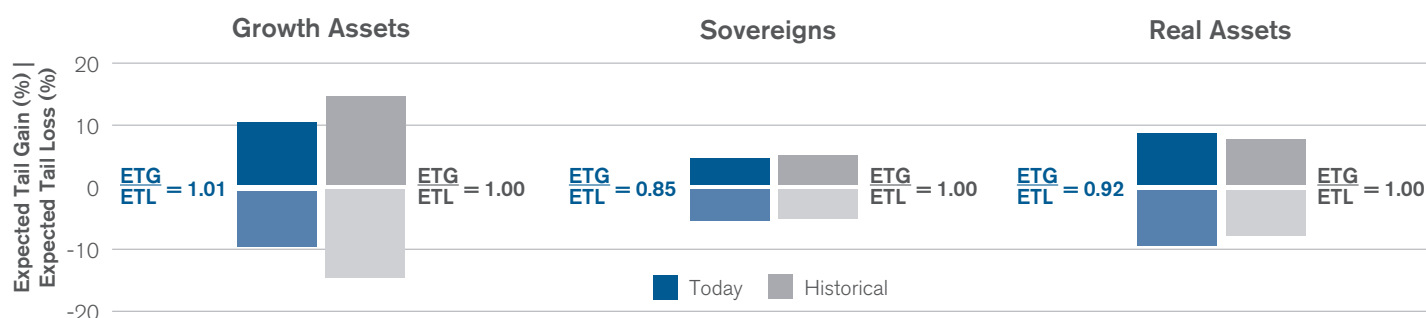 Growth Assets
Sovereigns
Real Assets
Expected Tail Gain (%) |
Expected Tail Loss (%)
20
10
0
-10
-20
ETG
ETL = 1.01
ETG
ETL = 1.00
ETG
ETL = 0.85
ETG
ETL = 1.00
ETG
ETL = 0.92
ETG
ETL = 1.00
Today
Historical